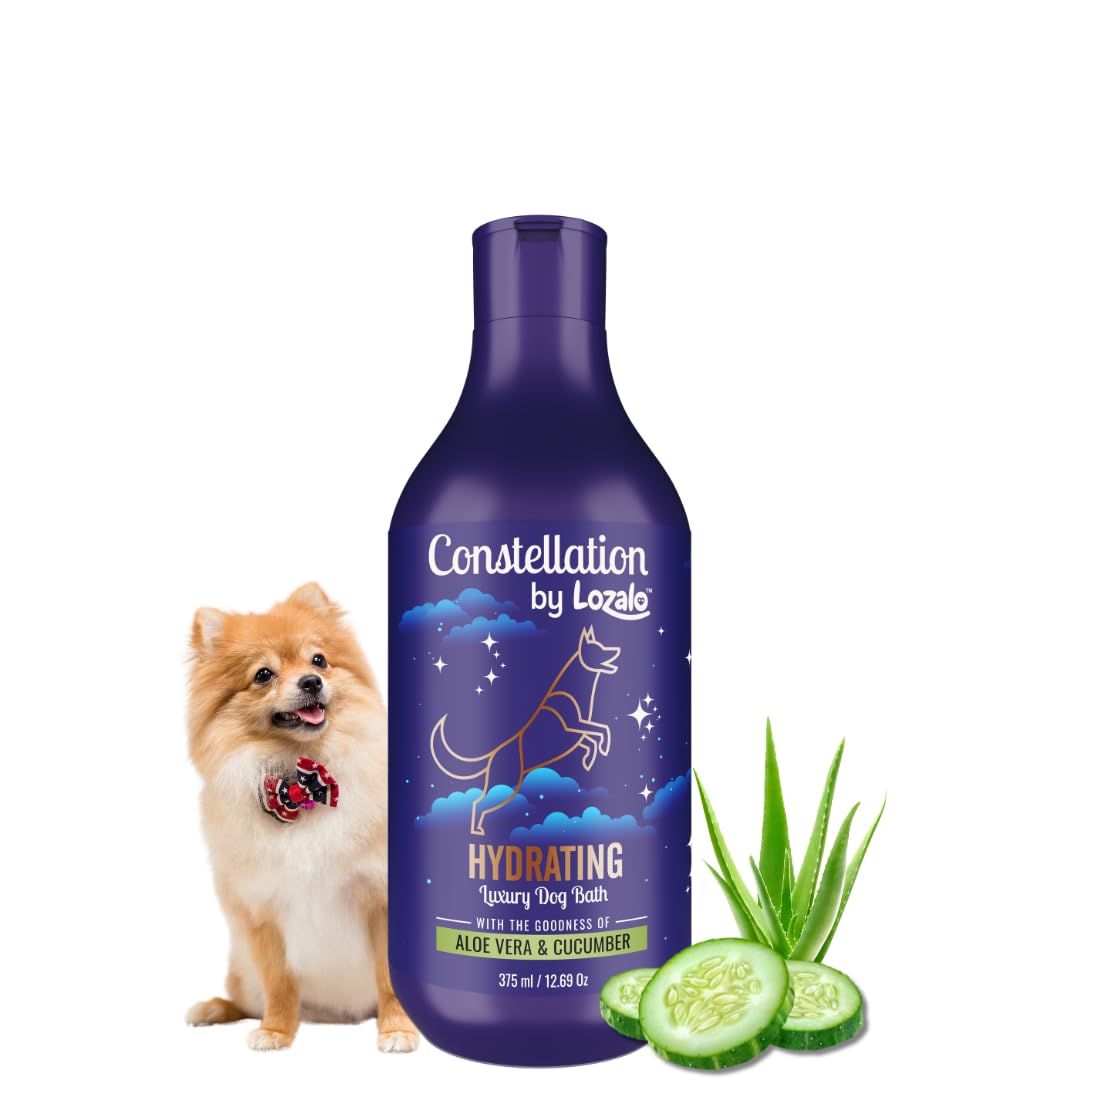 Constellation
by Lozalo™
HYDRATING
Luxury Dog Bath
WITH THE GOODNESS OF
ALOE VERA & CUCUMBER
375 ml / 12.69 Oz